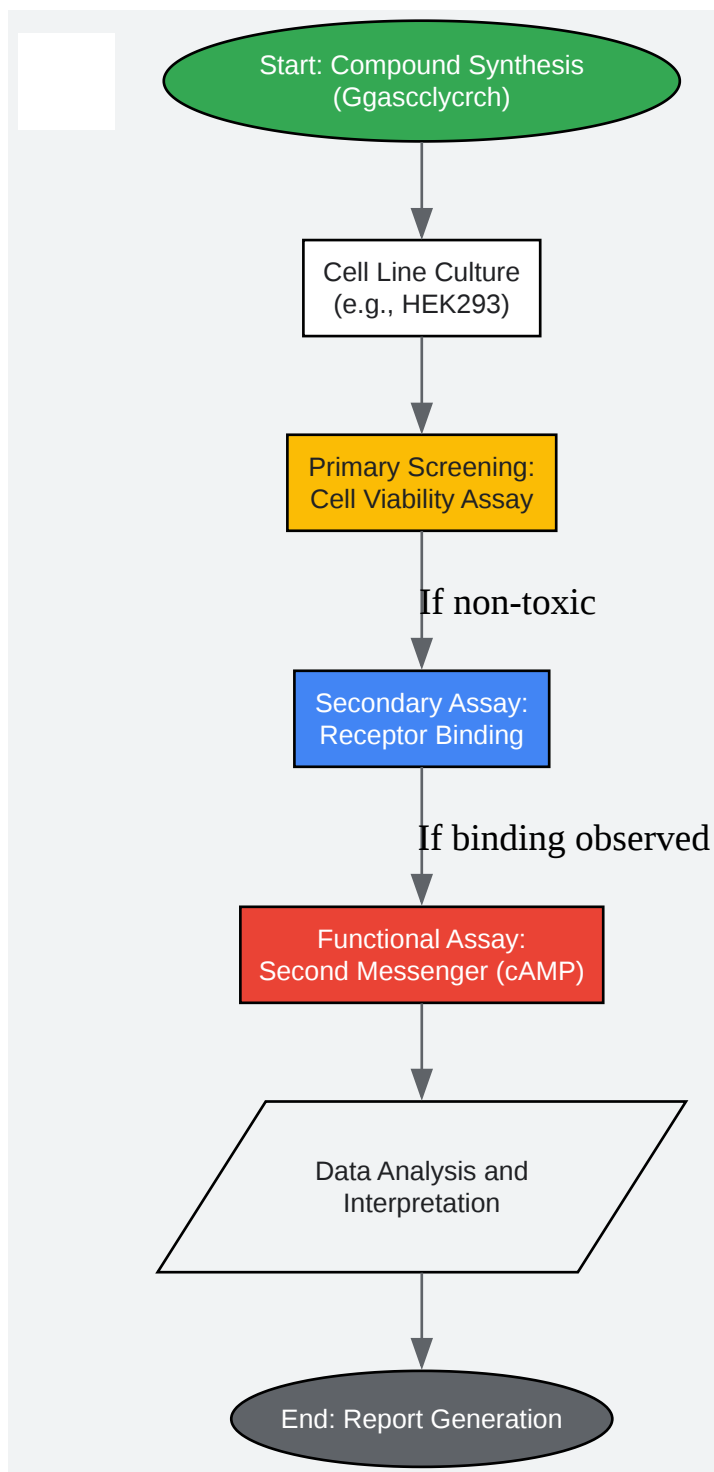 Start: Compound Synthesis
(Ggascclycrch)
Cell Line Culture
(e.g., HEK293)
Primary Screening:
Cell Viability Assay
If non-toxic
Secondary Assay:
Receptor Binding
If binding observed
Functional Assay:
Second Messenger (cAMP)
Data Analysis and
Interpretation
End: Report Generation